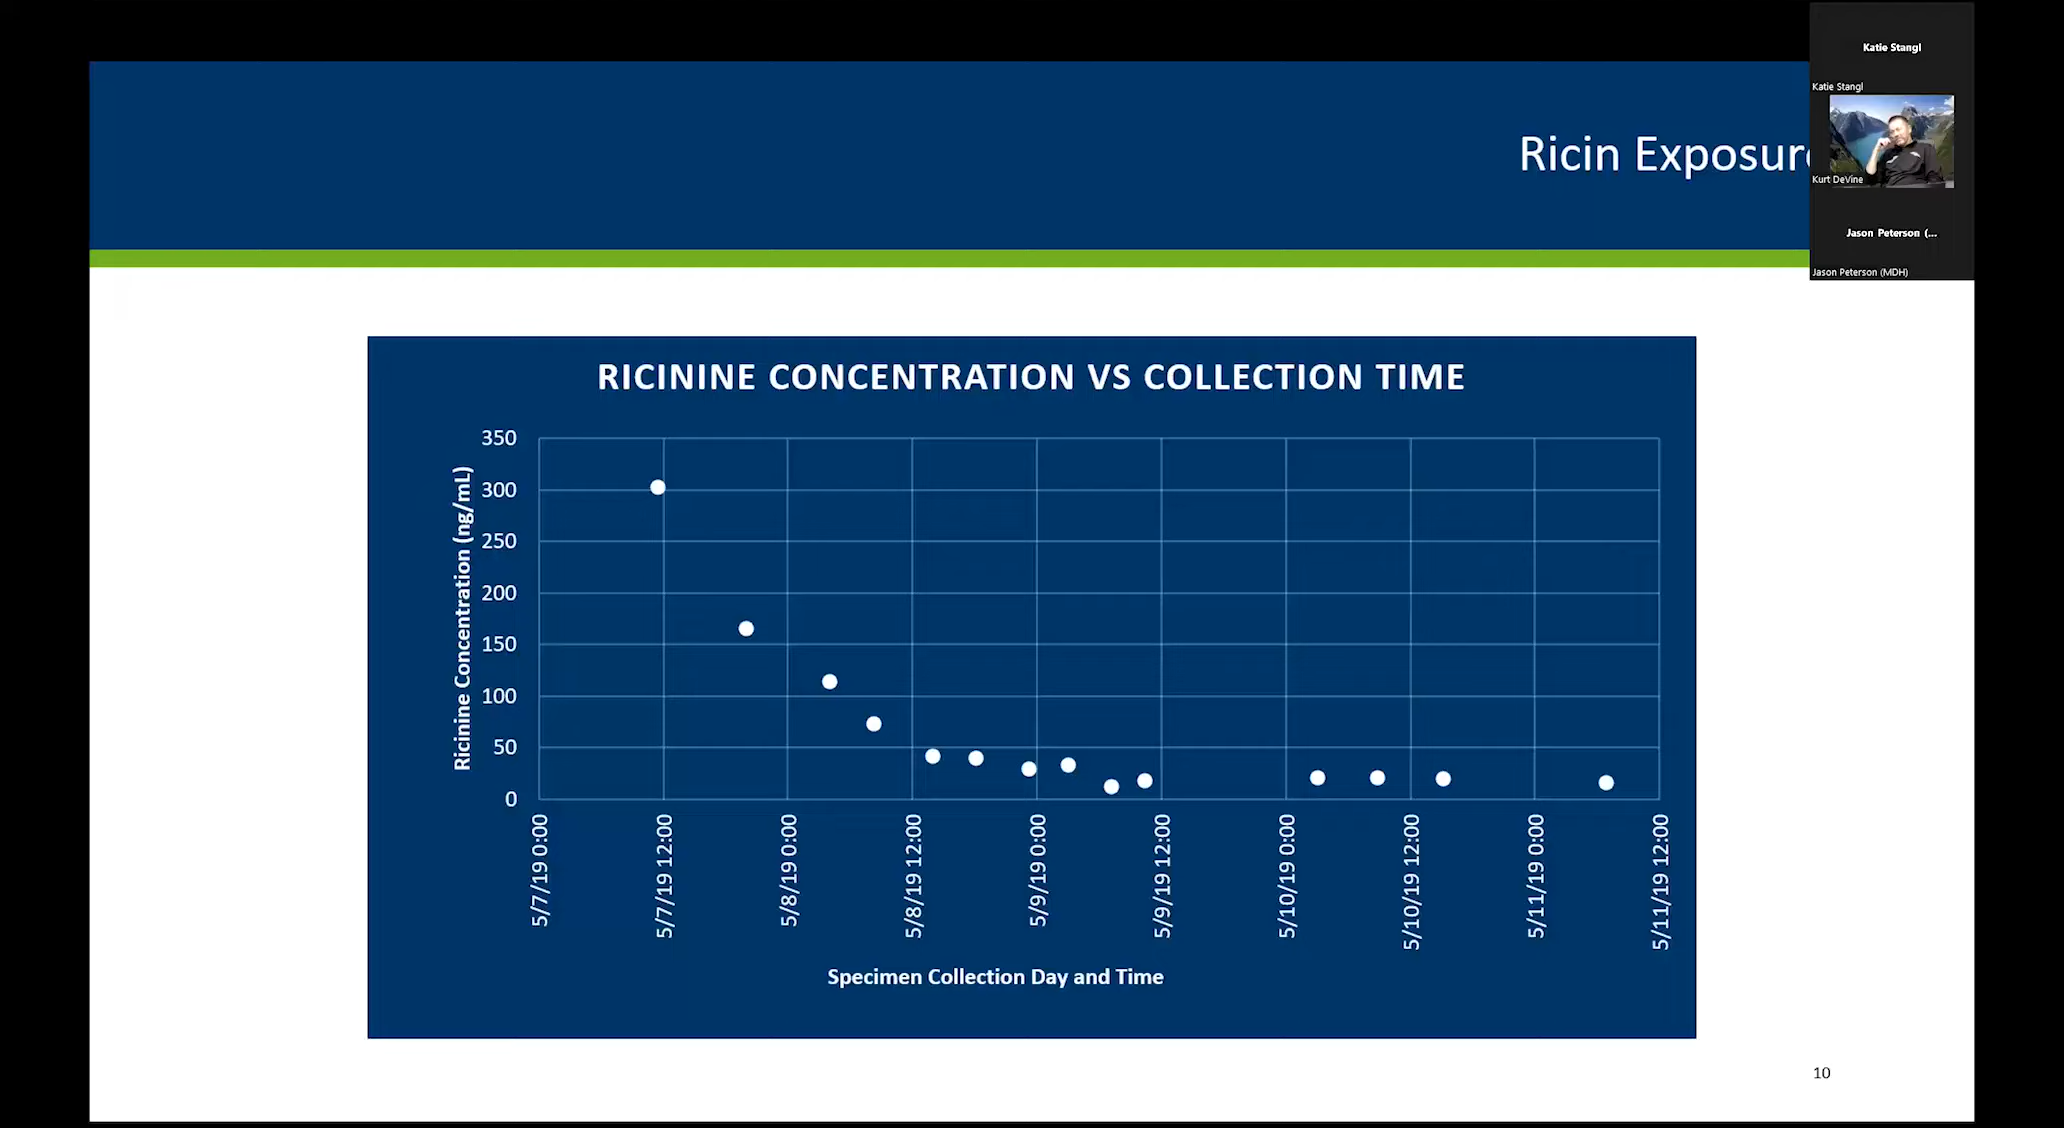 Katie Stangl
Katie Stangl
Kurt DeVine
Jason Peterson (...
Jason Peterson (MDH)
Ricin Exposur
RICININE CONCENTRATION VS COLLECTION TIME
Ricinine Concentration (ng/mL)
350
300
250
200
150
100
50
0
5/7/19 0:00
5/7/19 12:00
5/8/19 0:00
5/8/19 12:00
5/9/19 0:00
5/9/19 12:00
5/10/19 0:00
5/10/19 12:00
5/11/19 0:00
5/11/19 12:00
Specimen Collection Day and Time
10